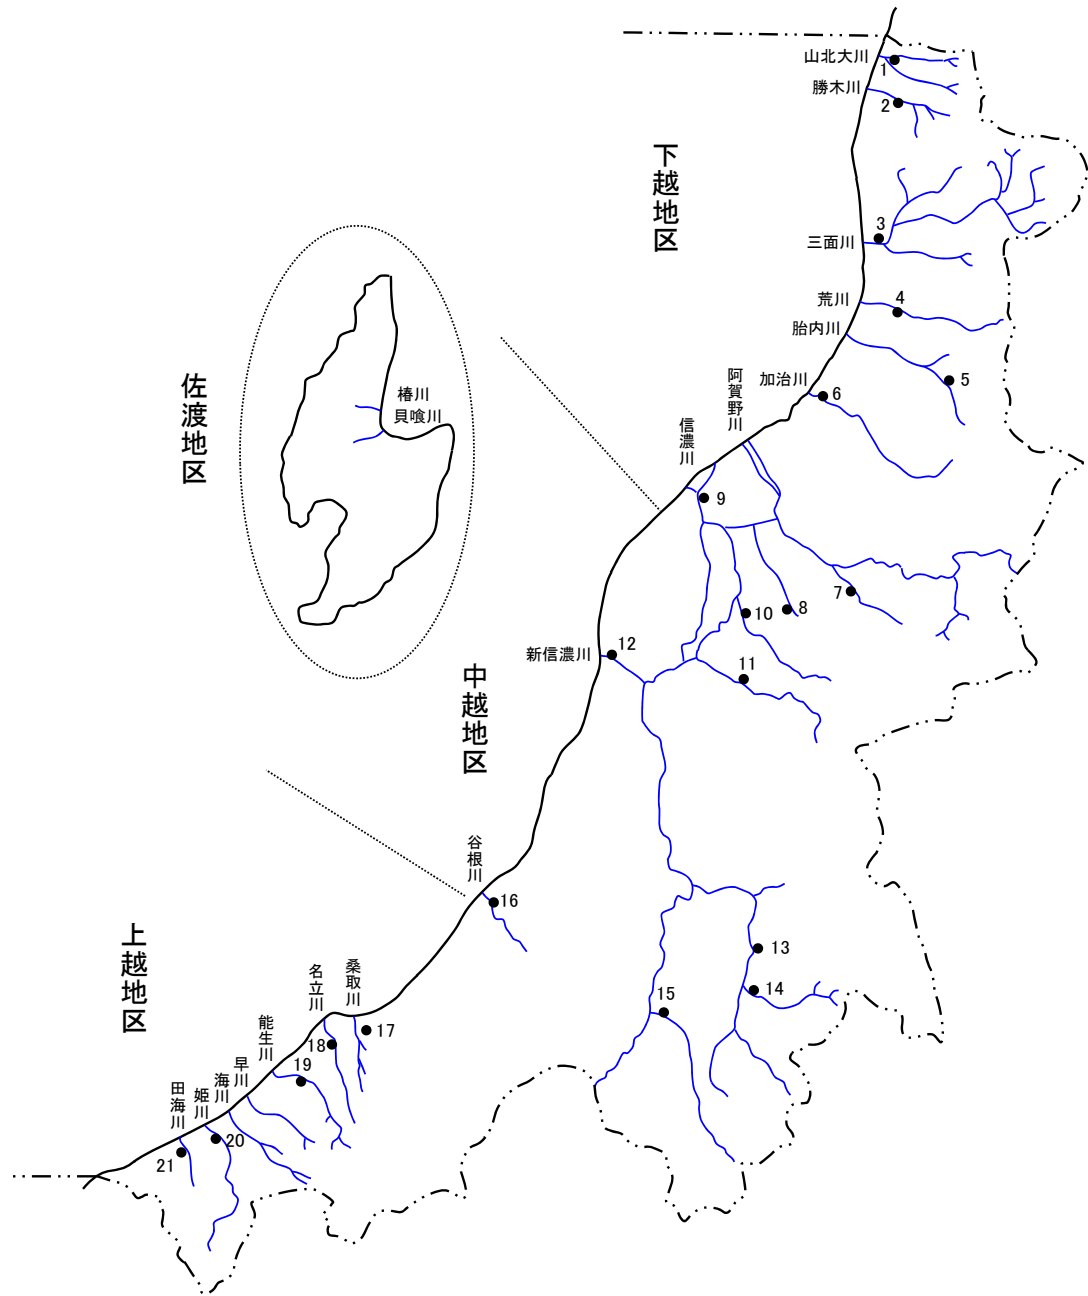 山北大川
1
勝木川
2
下越地区
3
三面川
荒川
4
胎内川
5
加治川
6
阿賀野川
信濃川
9
佐渡地区
椿川
貝喰川
7
8
10
新信濃川
12
11
中越地区
谷根川
16
13
14
15
上越地区
桑取川
17
名立川
18
能生川
19
早川
海川
姫川
20
田海川
21